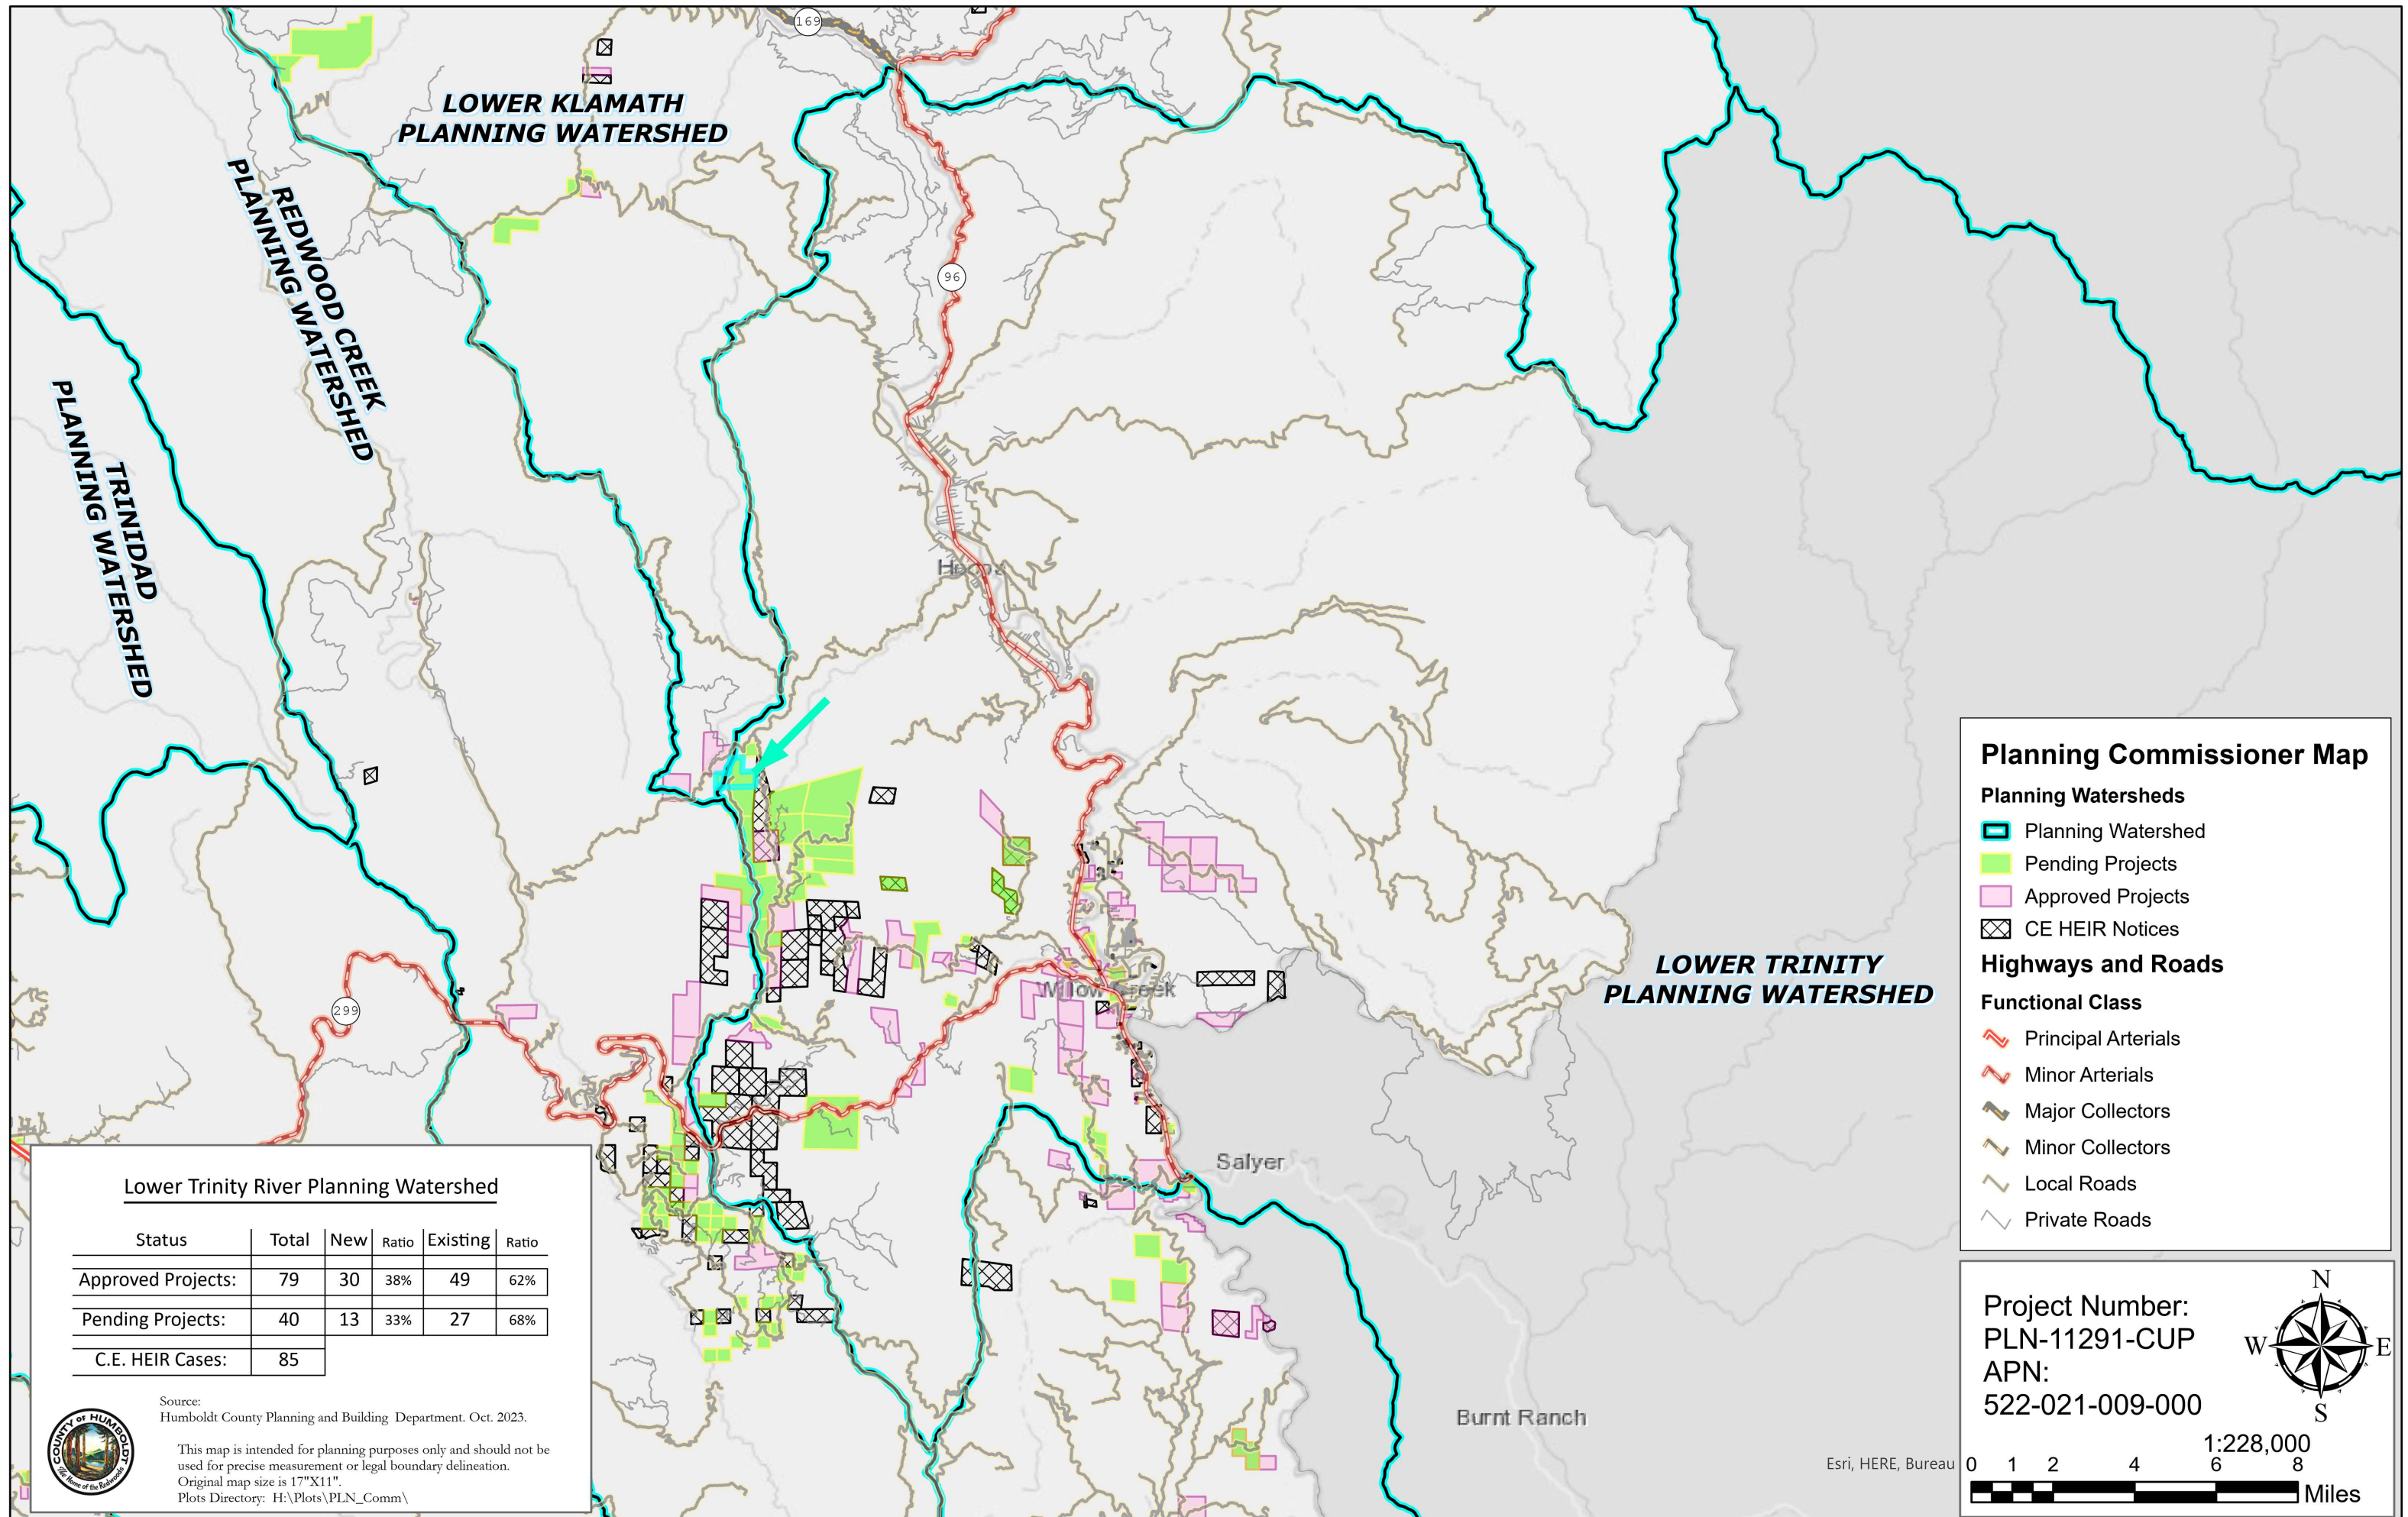 169
LOWER KLAMATH
PLANNING WATERSHED
REDWOOD CREEK
PLANNING WATERSHED
TRINIDAD
PLANNING WATERSHED
96
Hoopa
299
Willow Creek
LOWER TRINITY
PLANNING WATERSHED
Salyer
Burnt Ranch
Esri, HERE, Bureau
Planning Commissioner Map
Planning Watersheds
Planning Watershed
Pending Projects
Approved Projects
CE HEIR Notices
Highways and Roads
Functional Class
Principal Arterials
Minor Arterials
Major Collectors
Minor Collectors
Local Roads
Private Roads
Project Number:
PLN-11291-CUP
APN:
522-021-009-000
N
W E
S
1:228,000
0 1 2 4 6 8
Miles
Lower Trinity River Planning Watershed
Status Total New Ratio Existing Ratio
Approved Projects: 79 30 38% 49 62%
Pending Projects: 40 13 33% 27 68%
C.E. HEIR Cases: 85
Source:
Humboldt County Planning and Building Department. Oct. 2023.
This map is intended for planning purposes only and should not be
used for precise measurement or legal boundary delineation.
Original map size is 17"X11".
Plots Directory: H:\Plots\PLN_Comm\
COUNTY OF HUMBOLDT
The Home of the Redwoods